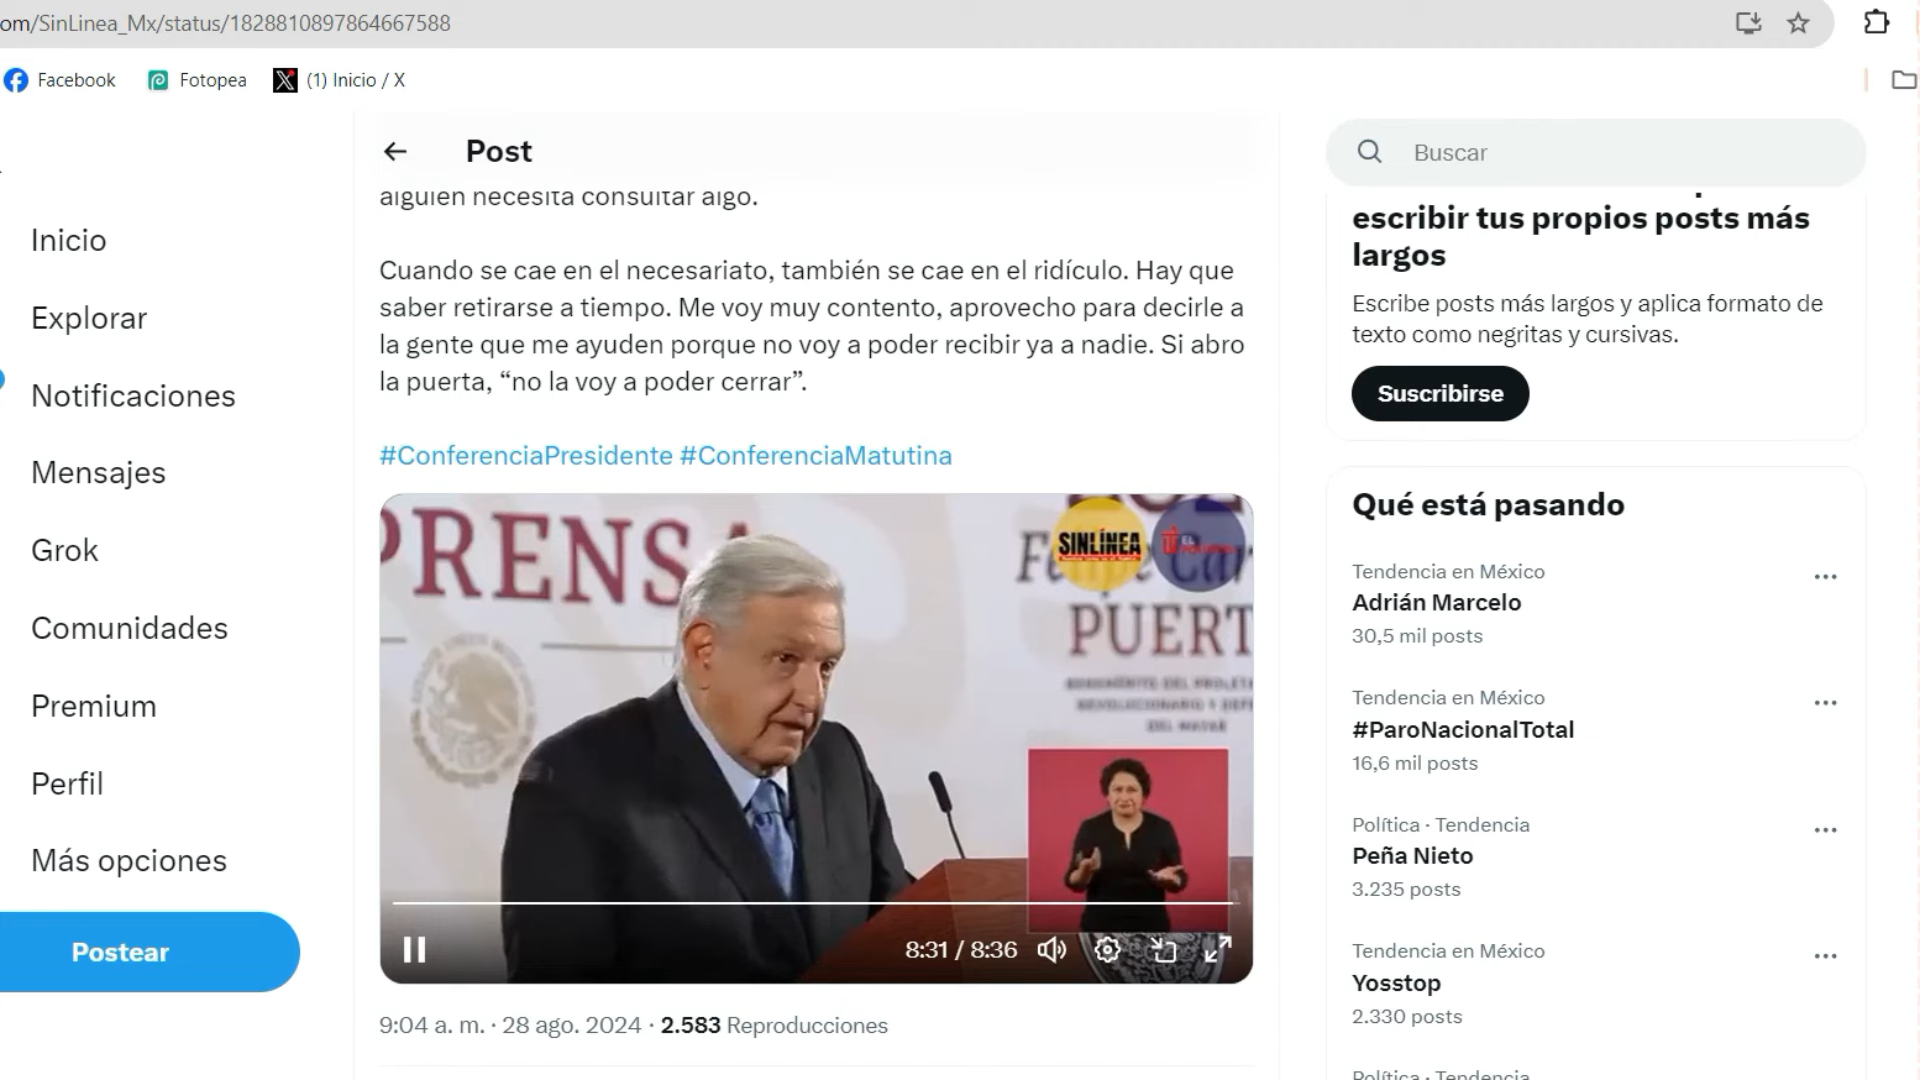 om/SinLinea_Mx/status/1828810897864667588
Facebook
Fotopea
(1) Inicio / X
Inicio
Explorar
Notificaciones
Mensajes
Grok
Comunidades
Premium
Perfil
Más opciones
Postear
Post
alguien necesita consultar algo.
Cuando se cae en el necesariato, también se cae en el ridículo. Hay que
saber retirarse a tiempo. Me voy muy contento, aprovecho para decirle a
la gente que me ayuden porque no voy a poder recibir ya a nadie. Si abro
la puerta, “no la voy a poder cerrar”.
#ConferenciaPresidente #ConferenciaMatutina
PRENSA
SINLÍNEA
EL
PUERT
DEL MAYAB
8:31 / 8:36
9:04 a. m. · 28 ago. 2024 · 2.583 Reproducciones
Buscar
escribir tus propios posts más
largos
Escribe posts más largos y aplica formato de
texto como negritas y cursivas.
Suscribirse
Qué está pasando
Tendencia en México
Adrián Marcelo
30,5 mil posts
Tendencia en México
#ParoNacionalTotal
16,6 mil posts
Política · Tendencia
Peña Nieto
3.235 posts
Tendencia en México
Yosstop
2.330 posts
Política · Tendencia